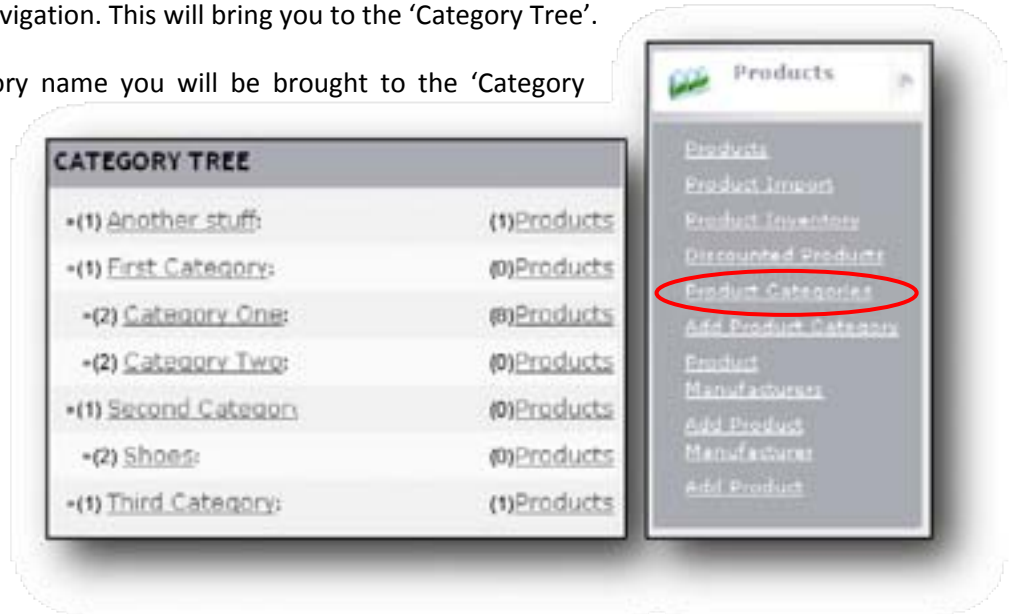 vigation. This will bring you to the ‘Category Tree’.
ory name you will be brought to the ‘Category
CATEGORY TREE
(1) Another stuff: (1)Products
(1) First Category: (0)Products
(2) Category One: (8)Products
(2) Category Two: (0)Products
(1) Second Category (0)Products
(2) Shoes: (0)Products
(1) Third Category: (1)Products
Products
Products
Product Import
Product Inventory
Discounted Products
Product Categories
Add Product Category
Product
Manufacturers
Add Product
Manufacturer
Add Product